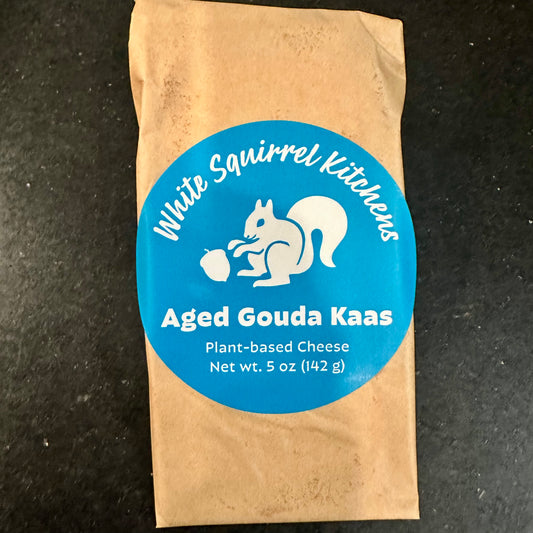 White Squirrel Kitchens
Aged Gouda Kaas
Plant-based Cheese
Net wt. 5 oz (142 g)